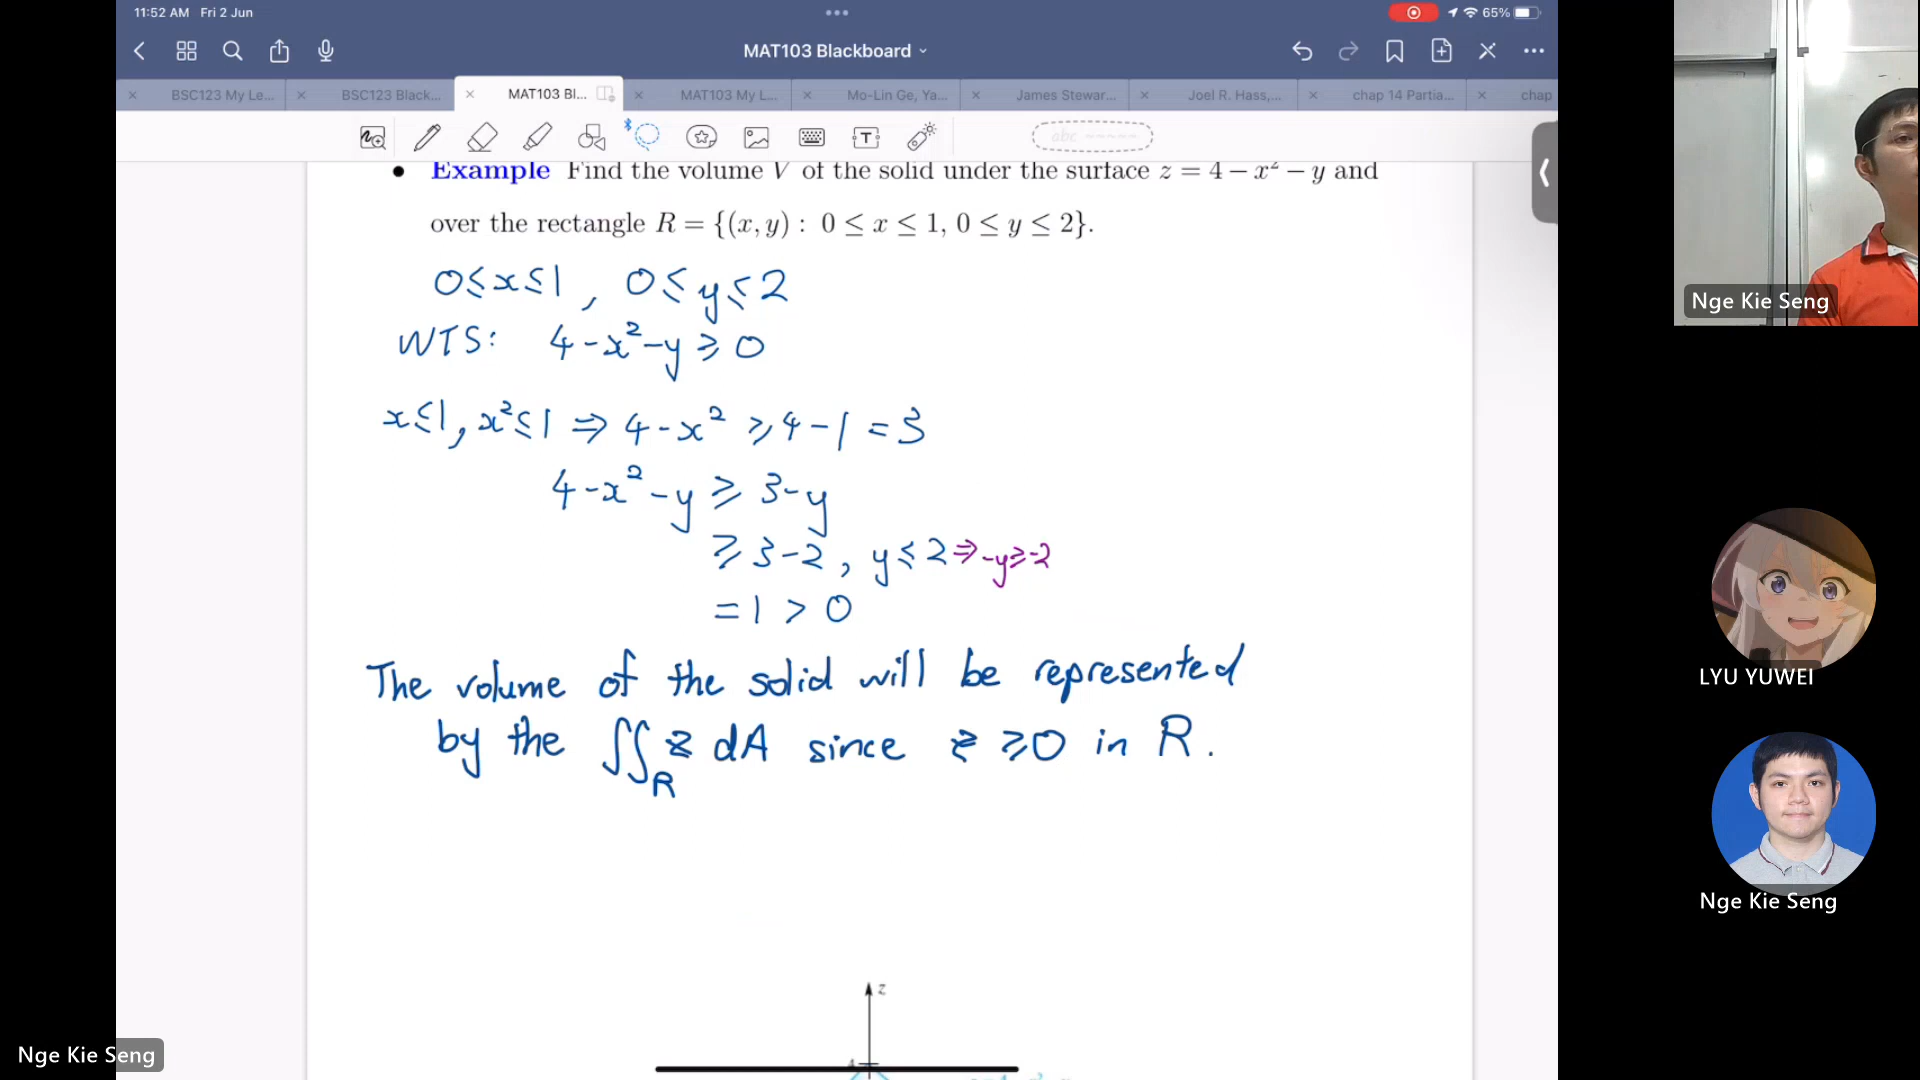 11:52 AM Fri 2 Jun
65%
MAT103 Blackboard
BSC123 My Le...
BSC123 Black...
MAT103 Bl...
MAT103 My L...
Mo-Lin Ge, Ya...
James Stewar...
Joel R. Hass,...
chap 14 Partia...
chap
abc
• Example Find the volume V of the solid under the surface z = 4 − x² − y and
over the rectangle R = {(x, y) : 0 ≤ x ≤ 1, 0 ≤ y ≤ 2}.
0≤x≤1, 0≤y≤2
WTS: 4-x²-y ≥ 0
x≤1, x²≤1 ⇒ 4-x² ≥ 4-1 = 3
4-x²-y ≥ 3-y
≥ 3-2, y≤2 ⇒ -y≥-2
= 1 > 0
The volume of the solid will be represented
by the ∬_R z dA since z ≥0 in R.
z
4
Nge Kie Seng
LYU YUWEI
Nge Kie Seng
Nge Kie Seng